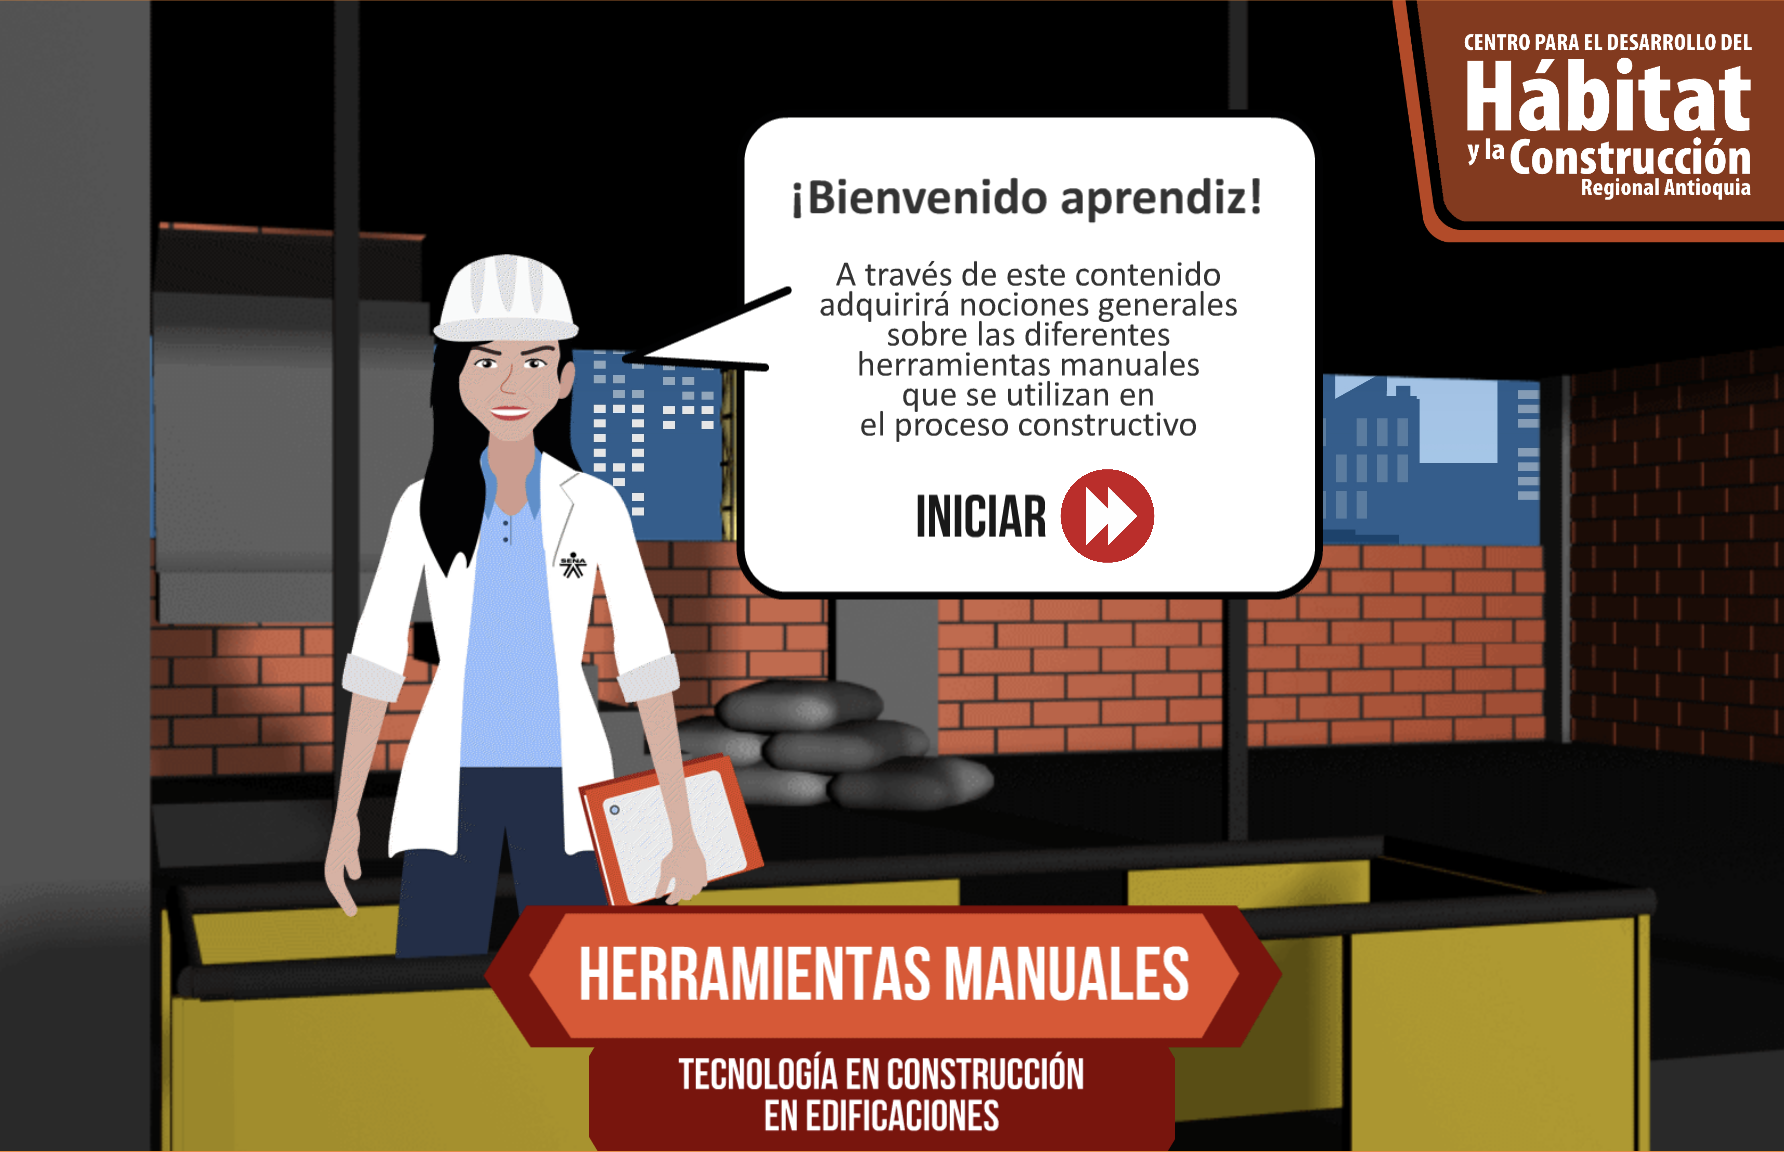 CENTRO PARA EL DESARROLLO DEL
Hábitat
y la Construcción
Regional Antioquia
¡Bienvenido aprendiz!
A través de este contenido
adquirirá nociones generales
sobre las diferentes
herramientas manuales
que se utilizan en
el proceso constructivo
INICIAR
SENA
HERRAMIENTAS MANUALES
TECNOLOGÍA EN CONSTRUCCIÓN
EN EDIFICACIONES